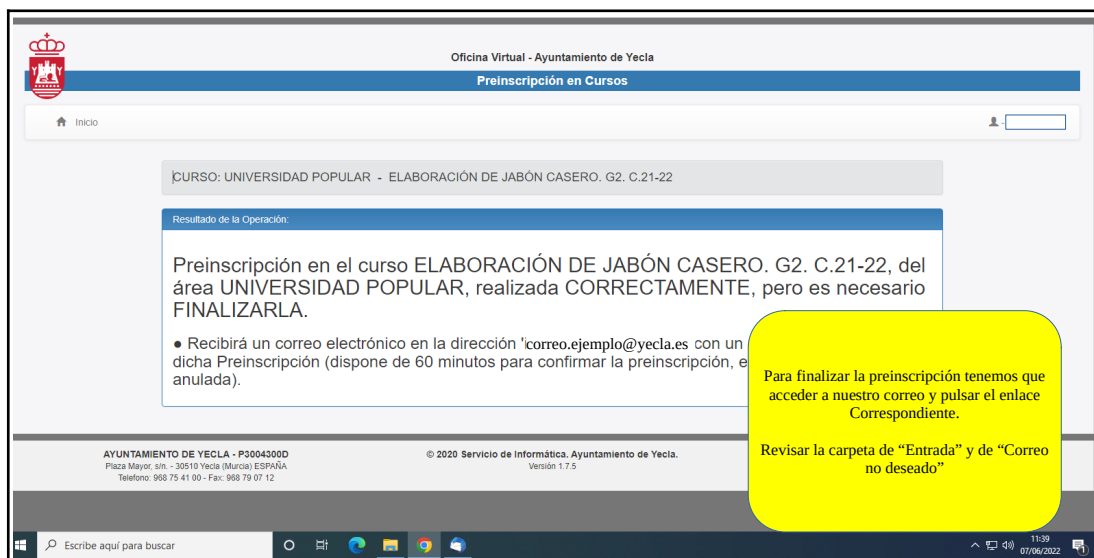 Oficina Virtual - Ayuntamiento de Yecla
Preinscripción en Cursos
Inicio
CURSO: UNIVERSIDAD POPULAR - ELABORACIÓN DE JABÓN CASERO. G2. C.21-22
Resultado de la Operación:
Preinscripción en el curso ELABORACIÓN DE JABÓN CASERO. G2. C.21-22, del
área UNIVERSIDAD POPULAR, realizada CORRECTAMENTE, pero es necesario
FINALIZARLA.
● Recibirá un correo electrónico en la dirección 'correo.ejemplo@yecla.es con un
dicha Preinscripción (dispone de 60 minutos para confirmar la preinscripción, e
anulada).
Para finalizar la preinscripción tenemos que
acceder a nuestro correo y pulsar el enlace
Correspondiente.
Revisar la carpeta de “Entrada” y de “Correo
no deseado”
AYUNTAMIENTO DE YECLA - P3004300D
Plaza Mayor, s/n. - 30510 Yecla (Murcia) ESPAÑA
Telefono: 968 75 41 00 - Fax: 968 79 07 12
© 2020 Servicio de Informática. Ayuntamiento de Yecla.
Versión 1.7.5
Escribe aquí para buscar
11:39
07/06/2022